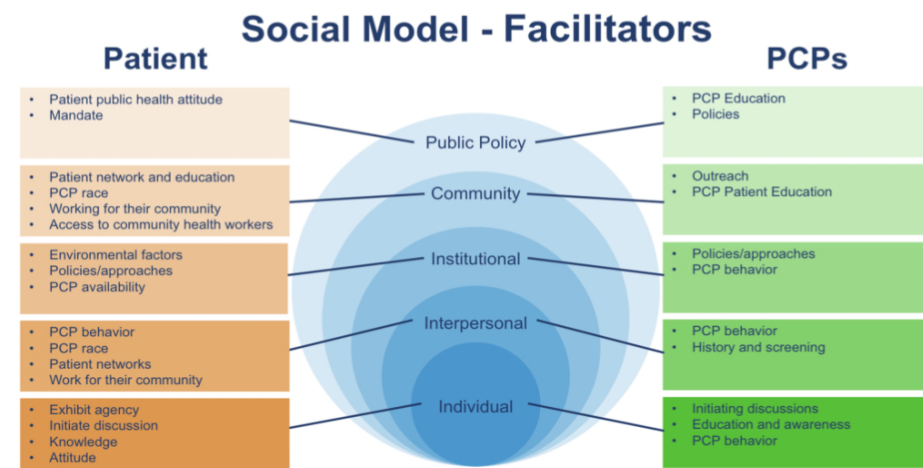 Social Model - Facilitators
Patient
PCPs
• Patient public health attitude
• Mandate
Public Policy
• PCP Education
• Policies
• Patient network and education
• PCP race
• Working for their community
• Access to community health workers
Community
• Outreach
• PCP Patient Education
• Environmental factors
• Policies/approaches
• PCP availability
Institutional
• Policies/approaches
• PCP behavior
• PCP behavior
• PCP race
• Patient networks
• Work for their community
Interpersonal
• PCP behavior
• History and screening
• Exhibit agency
• Initiate discussion
• Knowledge
• Attitude
Individual
• Initiating discussions
• Education and awareness
• PCP behavior